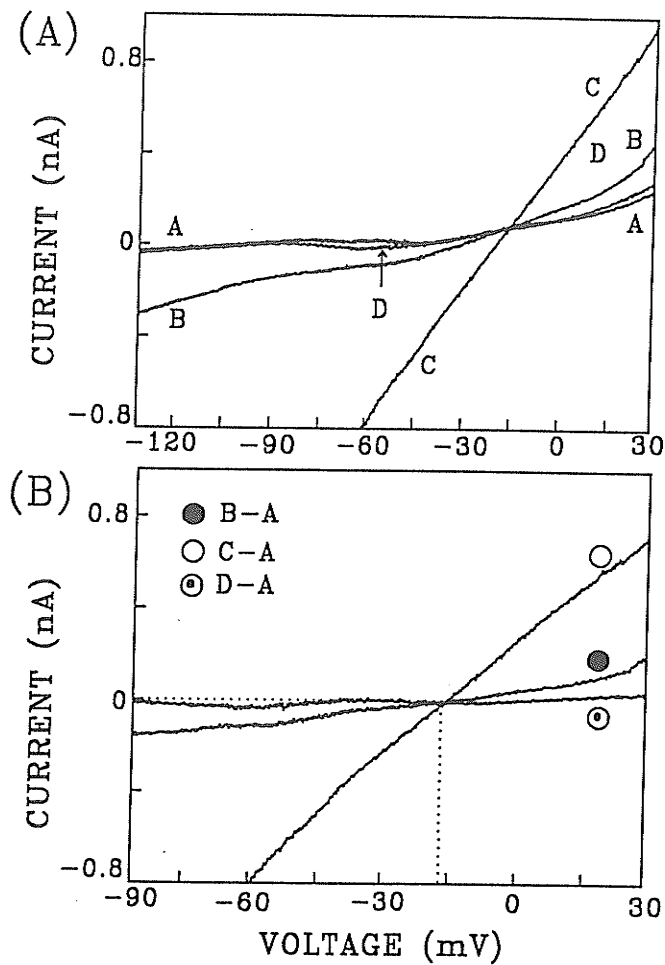 (A)
0.8
0
-0.8
CURRENT (nA)
C
D
B
A
A
B
D
C
-120
-90
-60
-30
0
30
(B)
B-A
C-A
D-A
0.8
0
-0.8
CURRENT (nA)
-90
-60
-30
0
30
VOLTAGE (mV)